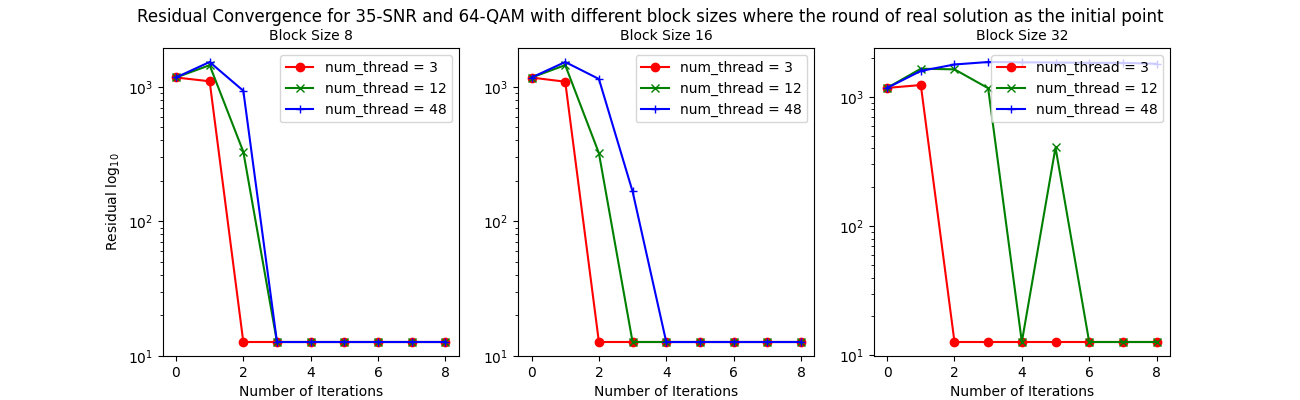 Residual Convergence for 35-SNR and 64-QAM with different block sizes where the round of real solution as the initial point
Block Size 8
num_thread = 3
num_thread = 12
num_thread = 48
10³
10²
10¹
Residual log₁₀
0 2 4 6 8
Number of Iterations
Block Size 16
num_thread = 3
num_thread = 12
num_thread = 48
10³
10²
10¹
0 2 4 6 8
Number of Iterations
Block Size 32
num_thread = 3
num_thread = 12
num_thread = 48
10³
10²
10¹
0 2 4 6 8
Number of Iterations